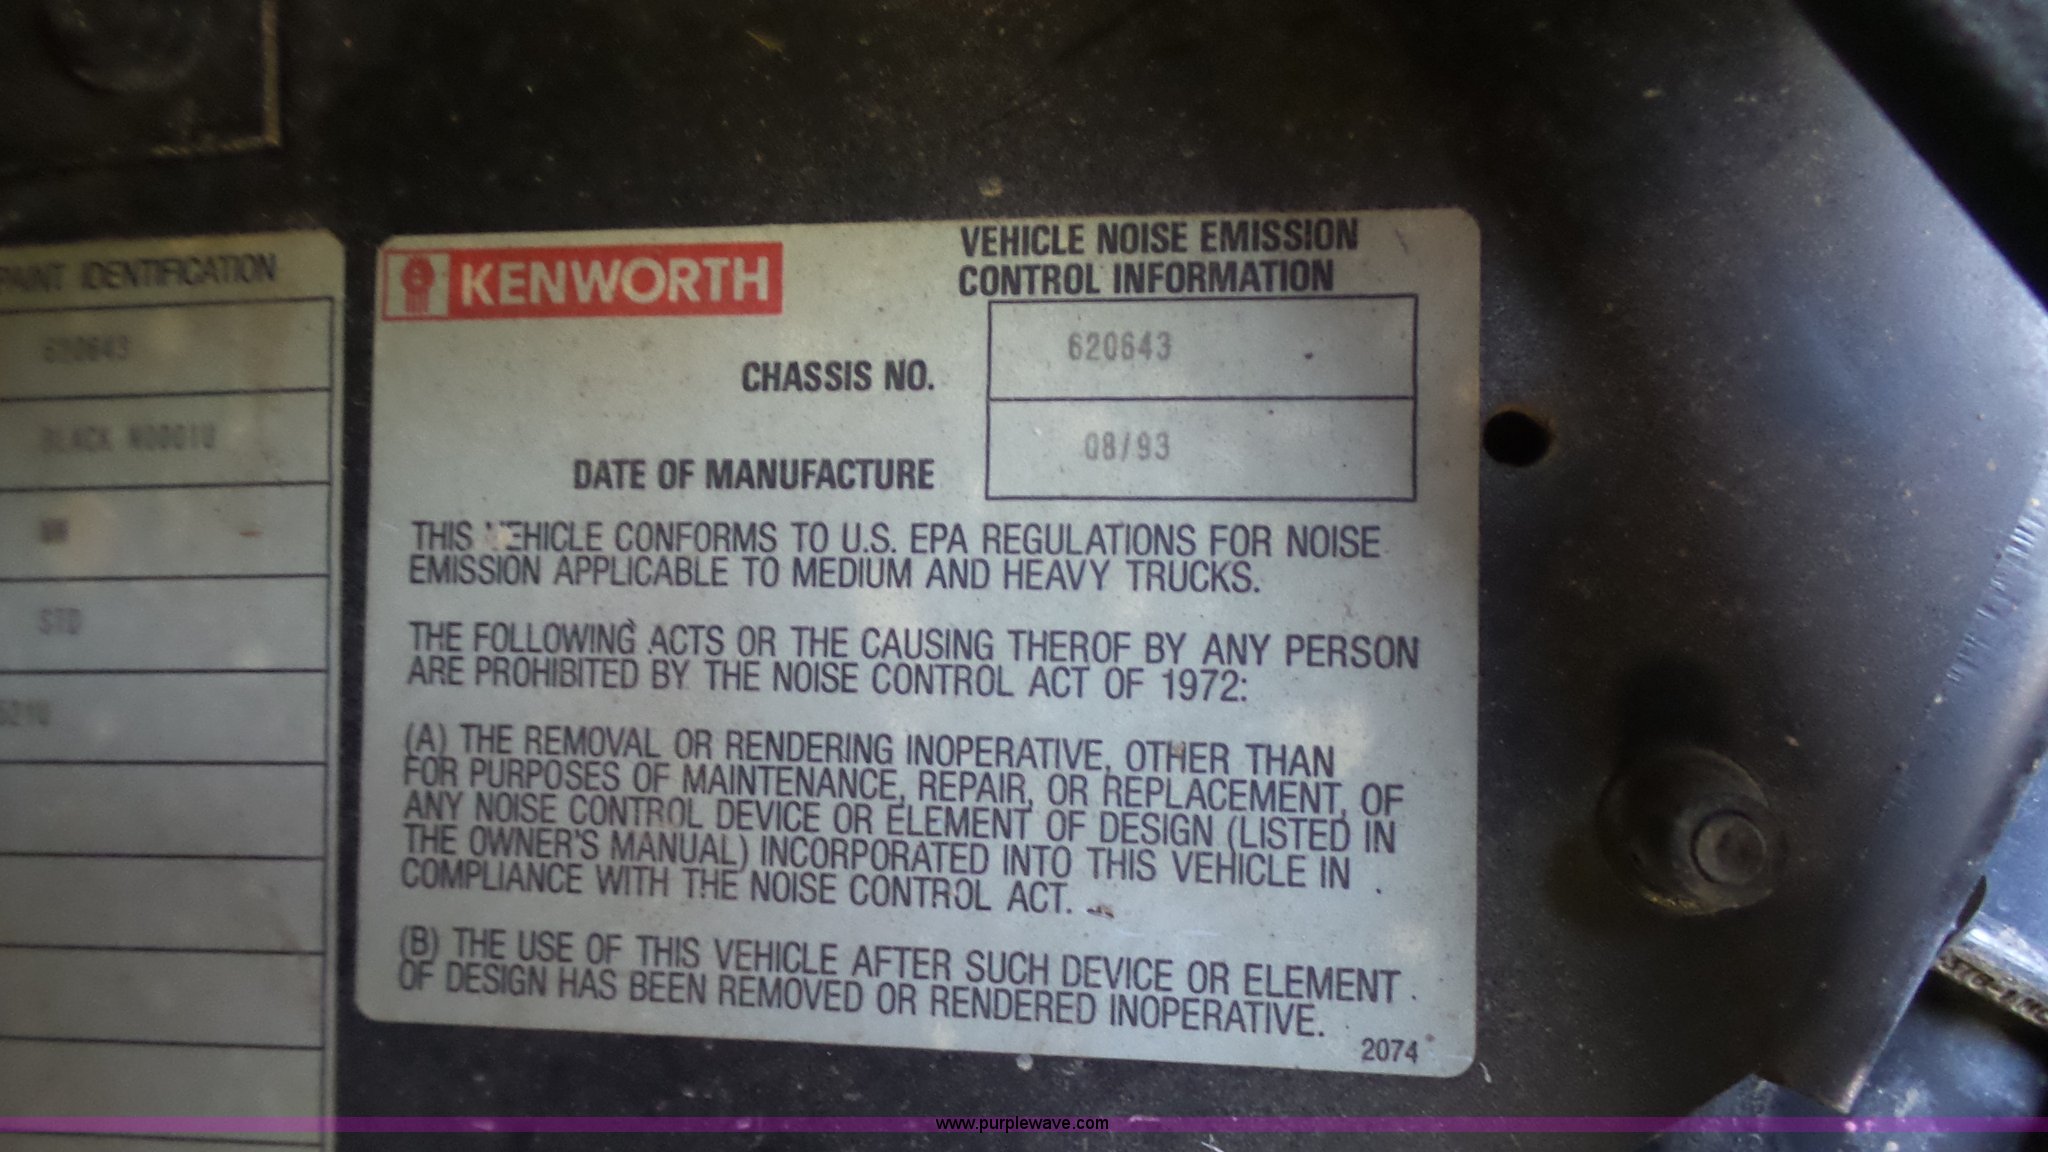 PAINT IDENTIFICATION
620643
BLACK N0001U
STD
KENWORTH
VEHICLE NOISE EMISSION
CONTROL INFORMATION
CHASSIS NO.
620643
DATE OF MANUFACTURE
08/93
THIS VEHICLE CONFORMS TO U.S. EPA REGULATIONS FOR NOISE
EMISSION APPLICABLE TO MEDIUM AND HEAVY TRUCKS.
THE FOLLOWING ACTS OR THE CAUSING THEROF BY ANY PERSON
ARE PROHIBITED BY THE NOISE CONTROL ACT OF 1972:
(A) THE REMOVAL OR RENDERING INOPERATIVE, OTHER THAN
FOR PURPOSES OF MAINTENANCE, REPAIR, OR REPLACEMENT, OF
ANY NOISE CONTROL DEVICE OR ELEMENT OF DESIGN (LISTED IN
THE OWNER'S MANUAL) INCORPORATED INTO THIS VEHICLE IN
COMPLIANCE WITH THE NOISE CONTROL ACT.
(B) THE USE OF THIS VEHICLE AFTER SUCH DEVICE OR ELEMENT
OF DESIGN HAS BEEN REMOVED OR RENDERED INOPERATIVE.
2074
www.purplewave.com